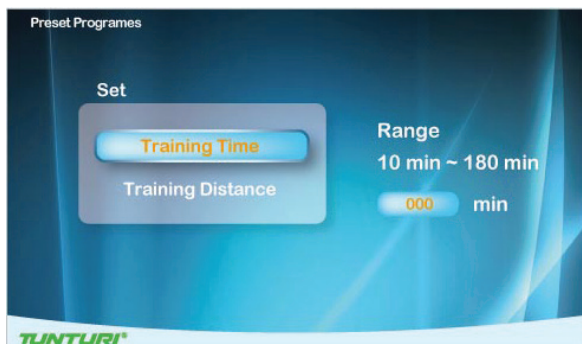 Preset Programes
Set
Training Time
Training Distance
Range
10 min ~ 180 min
000 min
TUNTURI®